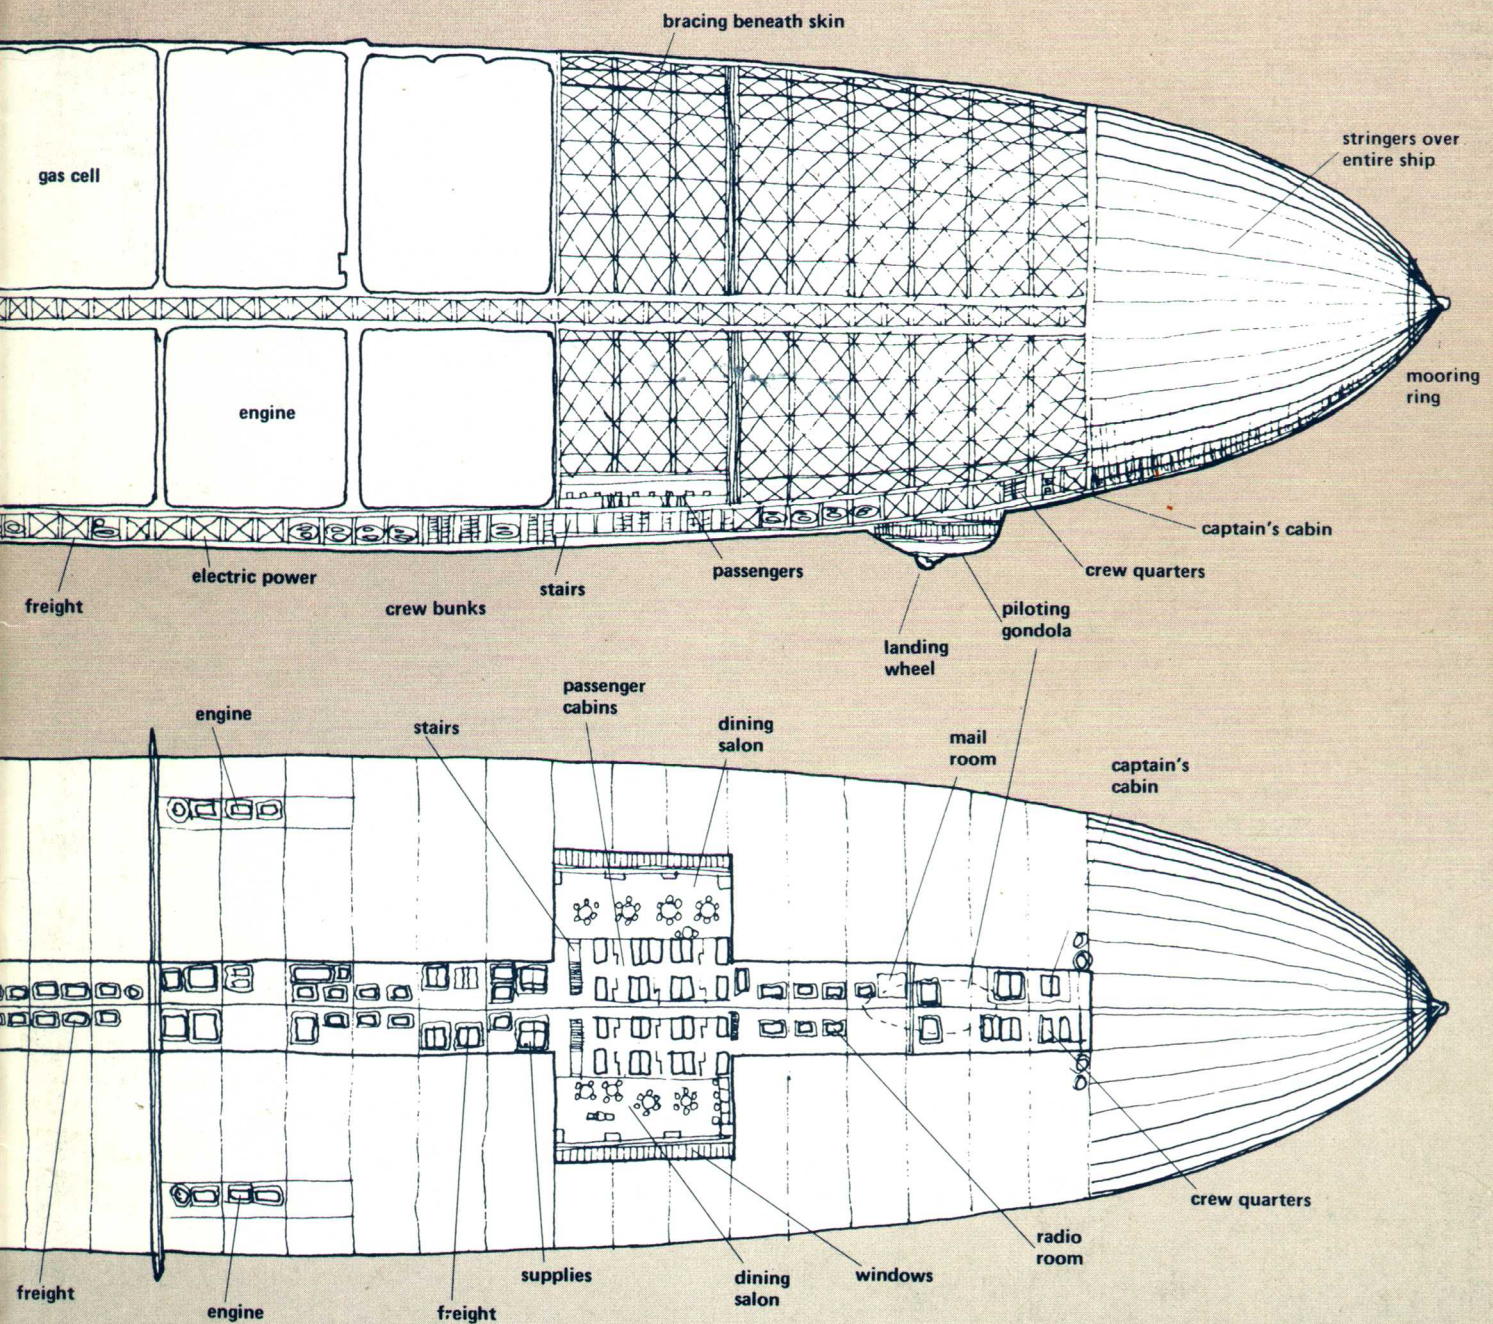 bracing beneath skin
stringers over
entire ship
gas cell
mooring
ring
engine
captain's cabin
crew quarters
passengers
electric power
stairs
freight
crew bunks
piloting
gondola
landing
wheel
passenger
cabins
engine
stairs
dining
salon
mail
room
captain's
cabin
crew quarters
radio
room
supplies
windows
dining
salon
freight
engine
freight